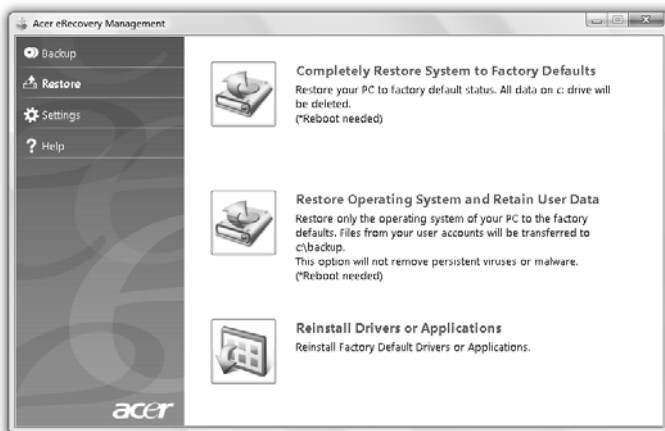 Acer eRecovery Management
Backup
Restore
Settings
? Help
Completely Restore System to Factory Defaults
Restore your PC to factory default status. All data on c: drive will
be deleted.
(*Reboot needed)
Restore Operating System and Retain User Data
Restore only the operating system of your PC to the factory
defaults. Files from your user accounts will be transferred to
c:\backup.
This option will not remove persistent viruses or malware.
(*Reboot needed)
Reinstall Drivers or Applications
Reinstall Factory Default Drivers or Applications.
acer